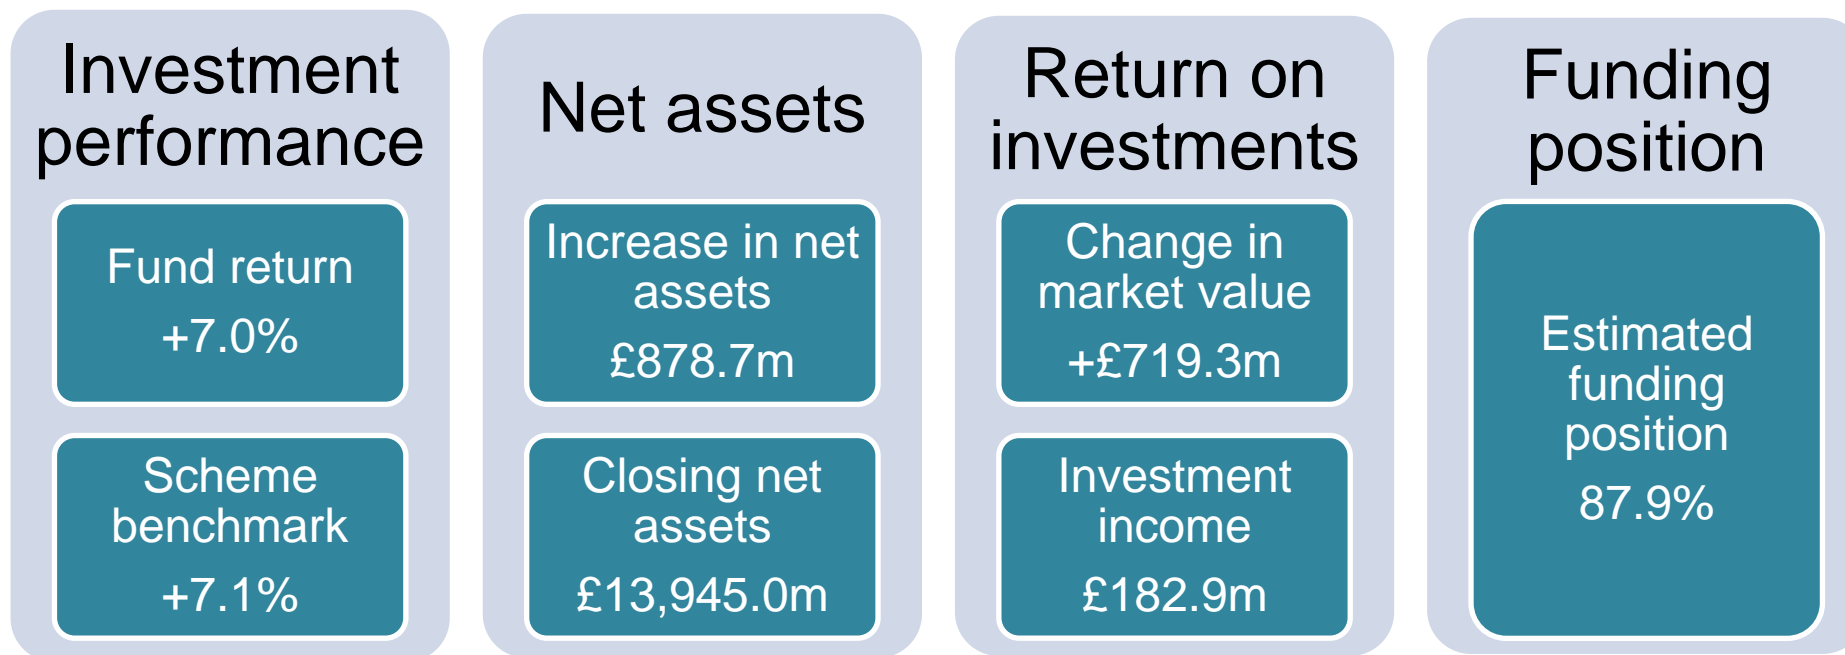 Investment
performance
Fund return
+7.0%
Scheme
benchmark
+7.1%
Net assets
Increase in net
assets
£878.7m
Closing net
assets
£13,945.0m
Return on
investments
Change in
market value
+£719.3m
Investment
income
£182.9m
Funding
position
Estimated
funding
position
87.9%